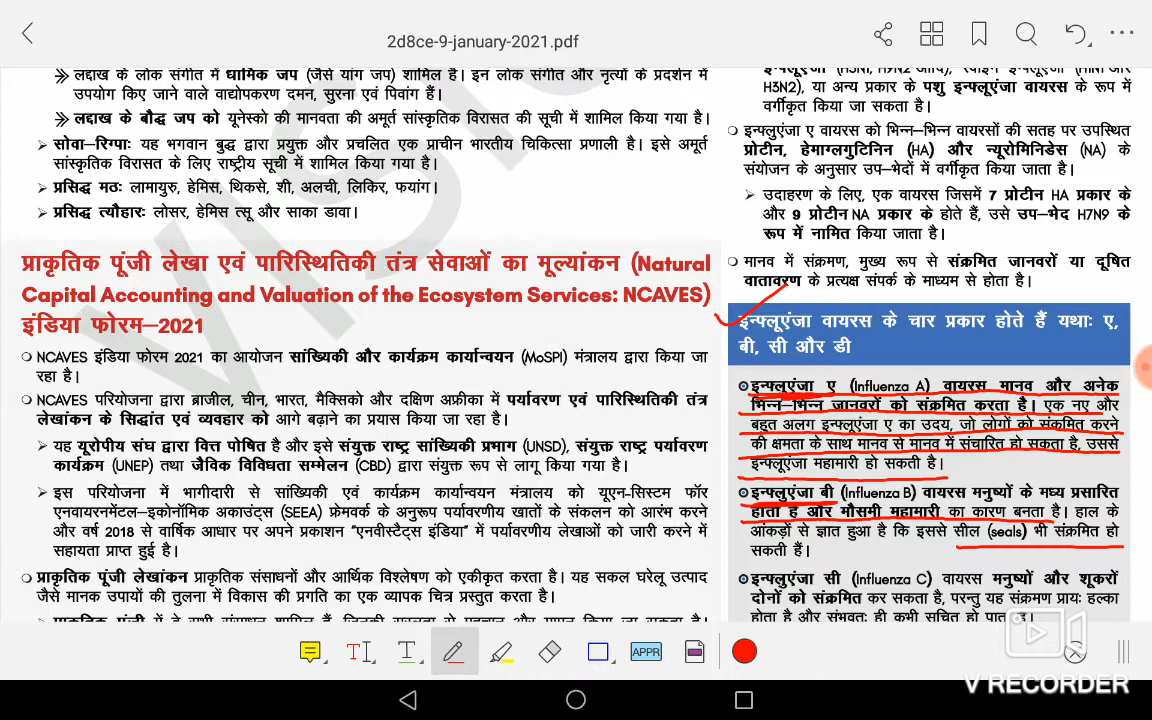 2d8ce-9-january-2021.pdf
लद्दाख के लोक संगीत में धार्मिक जप (जैसे यांग जप) शामिल है। इन लोक संगीत और नृत्यों के प्रदर्शन में
उपयोग किए जाने वाले वाद्योपकरण दमन, सुरना एवं पिवांग हैं।
लद्दाख के बौद्ध जप को यूनेस्को की मानवता की अमूर्त सांस्कृतिक विरासत की सूची में शामिल किया गया है।
सोवा–रिग्पाः यह भगवान बुद्ध द्वारा प्रयुक्त और प्रचलित एक प्राचीन भारतीय चिकित्सा प्रणाली है। इसे अमूर्त
सांस्कृतिक विरासत के लिए राष्ट्रीय सूची में शामिल किया गया है।
प्रसिद्ध मठः लामायुरु, हेमिस, थिकसे, शी, अलची, लिकिर, फयांग।
प्रसिद्ध त्यौहारः लोसर, हेमिस त्सू और साका डावा।
प्राकृतिक पूंजी लेखा एवं पारिस्थितिकी तंत्र सेवाओं का मूल्यांकन (Natural
Capital Accounting and Valuation of the Ecosystem Services: NCAVES)
इंडिया फोरम–2021
NCAVES इंडिया फोरम 2021 का आयोजन सांख्यिकी और कार्यक्रम कार्यान्वयन (MoSPI) मंत्रालय द्वारा किया जा
रहा है।
NCAVES परियोजना द्वारा ब्राजील, चीन, भारत, मैक्सिको और दक्षिण अफ्रीका में पर्यावरण एवं पारिस्थितिकी तंत्र
लेखांकन के सिद्धांत एवं व्यवहार को आगे बढ़ाने का प्रयास किया जा रहा है।
यह यूरोपीय संघ द्वारा वित्त पोषित है और इसे संयुक्त राष्ट्र सांख्यिकी प्रभाग (UNSD), संयुक्त राष्ट्र पर्यावरण
कार्यक्रम (UNEP) तथा जैविक विविधता सम्मेलन (CBD) द्वारा संयुक्त रूप से लागू किया गया है।
इस परियोजना में भागीदारी से सांख्यिकी एवं कार्यक्रम कार्यान्वयन मंत्रालय को यूएन–सिस्टम फॉर
एनवायरनमेंटल–इकोनॉमिक अकाउंट्स (SEEA) फ्रेमवर्क के अनुरूप पर्यावरणीय खातों के संकलन को आरंभ करने
और वर्ष 2018 से वार्षिक आधार पर अपने प्रकाशन "एनवीस्टैट्स इंडिया" में पर्यावरणीय लेखाओं को जारी करने में
सहायता प्राप्त हुई है।
प्राकृतिक पूंजी लेखांकन प्राकृतिक संसाधनों और आर्थिक विश्लेषण को एकीकृत करता है। यह सकल घरेलू उत्पाद
जैसे मानक उपायों की तुलना में विकास की प्रगति का एक व्यापक चित्र प्रस्तुत करता है।
इन्फ्लूएंजा (H5N1, H9N2 आदि), स्वाइन इन्फ्लूएंजा (H1N1 और
H3N2), या अन्य प्रकार के पशु इन्फ्लूएंजा वायरस के रूप में
वर्गीकृत किया जा सकता है।
इन्फ्लुएंजा ए वायरस को भिन्न–भिन्न वायरसों की सतह पर उपस्थित
प्रोटीन, हेमाग्लगुटिनिन (HA) और न्यूरोमिनिडेस (NA) के
संयोजन के अनुसार उप–भेदों में वर्गीकृत किया जाता है।
उदाहरण के लिए, एक वायरस जिसमें 7 प्रोटीन HA प्रकार के
और 9 प्रोटीन NA प्रकार के होते हैं, उसे उप–भेद H7N9 के
रूप में नामित किया जाता है।
मानव में संक्रमण, मुख्य रूप से संक्रमित जानवरों या दूषित
वातावरण के प्रत्यक्ष संपर्क के माध्यम से होता है।
इन्फ्लूएंजा वायरस के चार प्रकार होते हैं यथाः ए,
बी, सी और डी
इन्फ्लूएंजा ए (Influenza A) वायरस मानव और अनेक
भिन्न–भिन्न जानवरों को संक्रमित करता है। एक नए और
बहुत अलग इन्फ्लूएंजा ए का उदय, जो लोगों को संक्रमित करने
की क्षमता के साथ मानव से मानव में संचारित हो सकता है, उससे
इन्फ्लूएंजा महामारी हो सकती है।
इन्फ्लूएंजा बी (Influenza B) वायरस मनुष्यों के मध्य प्रसारित
होता है और मौसमी महामारी का कारण बनता है। हाल के
आंकड़ों से ज्ञात हुआ है कि इससे सील (seals) भी संक्रमित हो
सकती हैं।
इन्फ्लूएंजा सी (Influenza C) वायरस मनुष्यों और शूकरों
दोनों को संक्रमित कर सकता है, परन्तु यह संक्रमण प्रायः हल्का
होता है और संभवतः ही कभी सूचित हो
APPR
V RECORDER